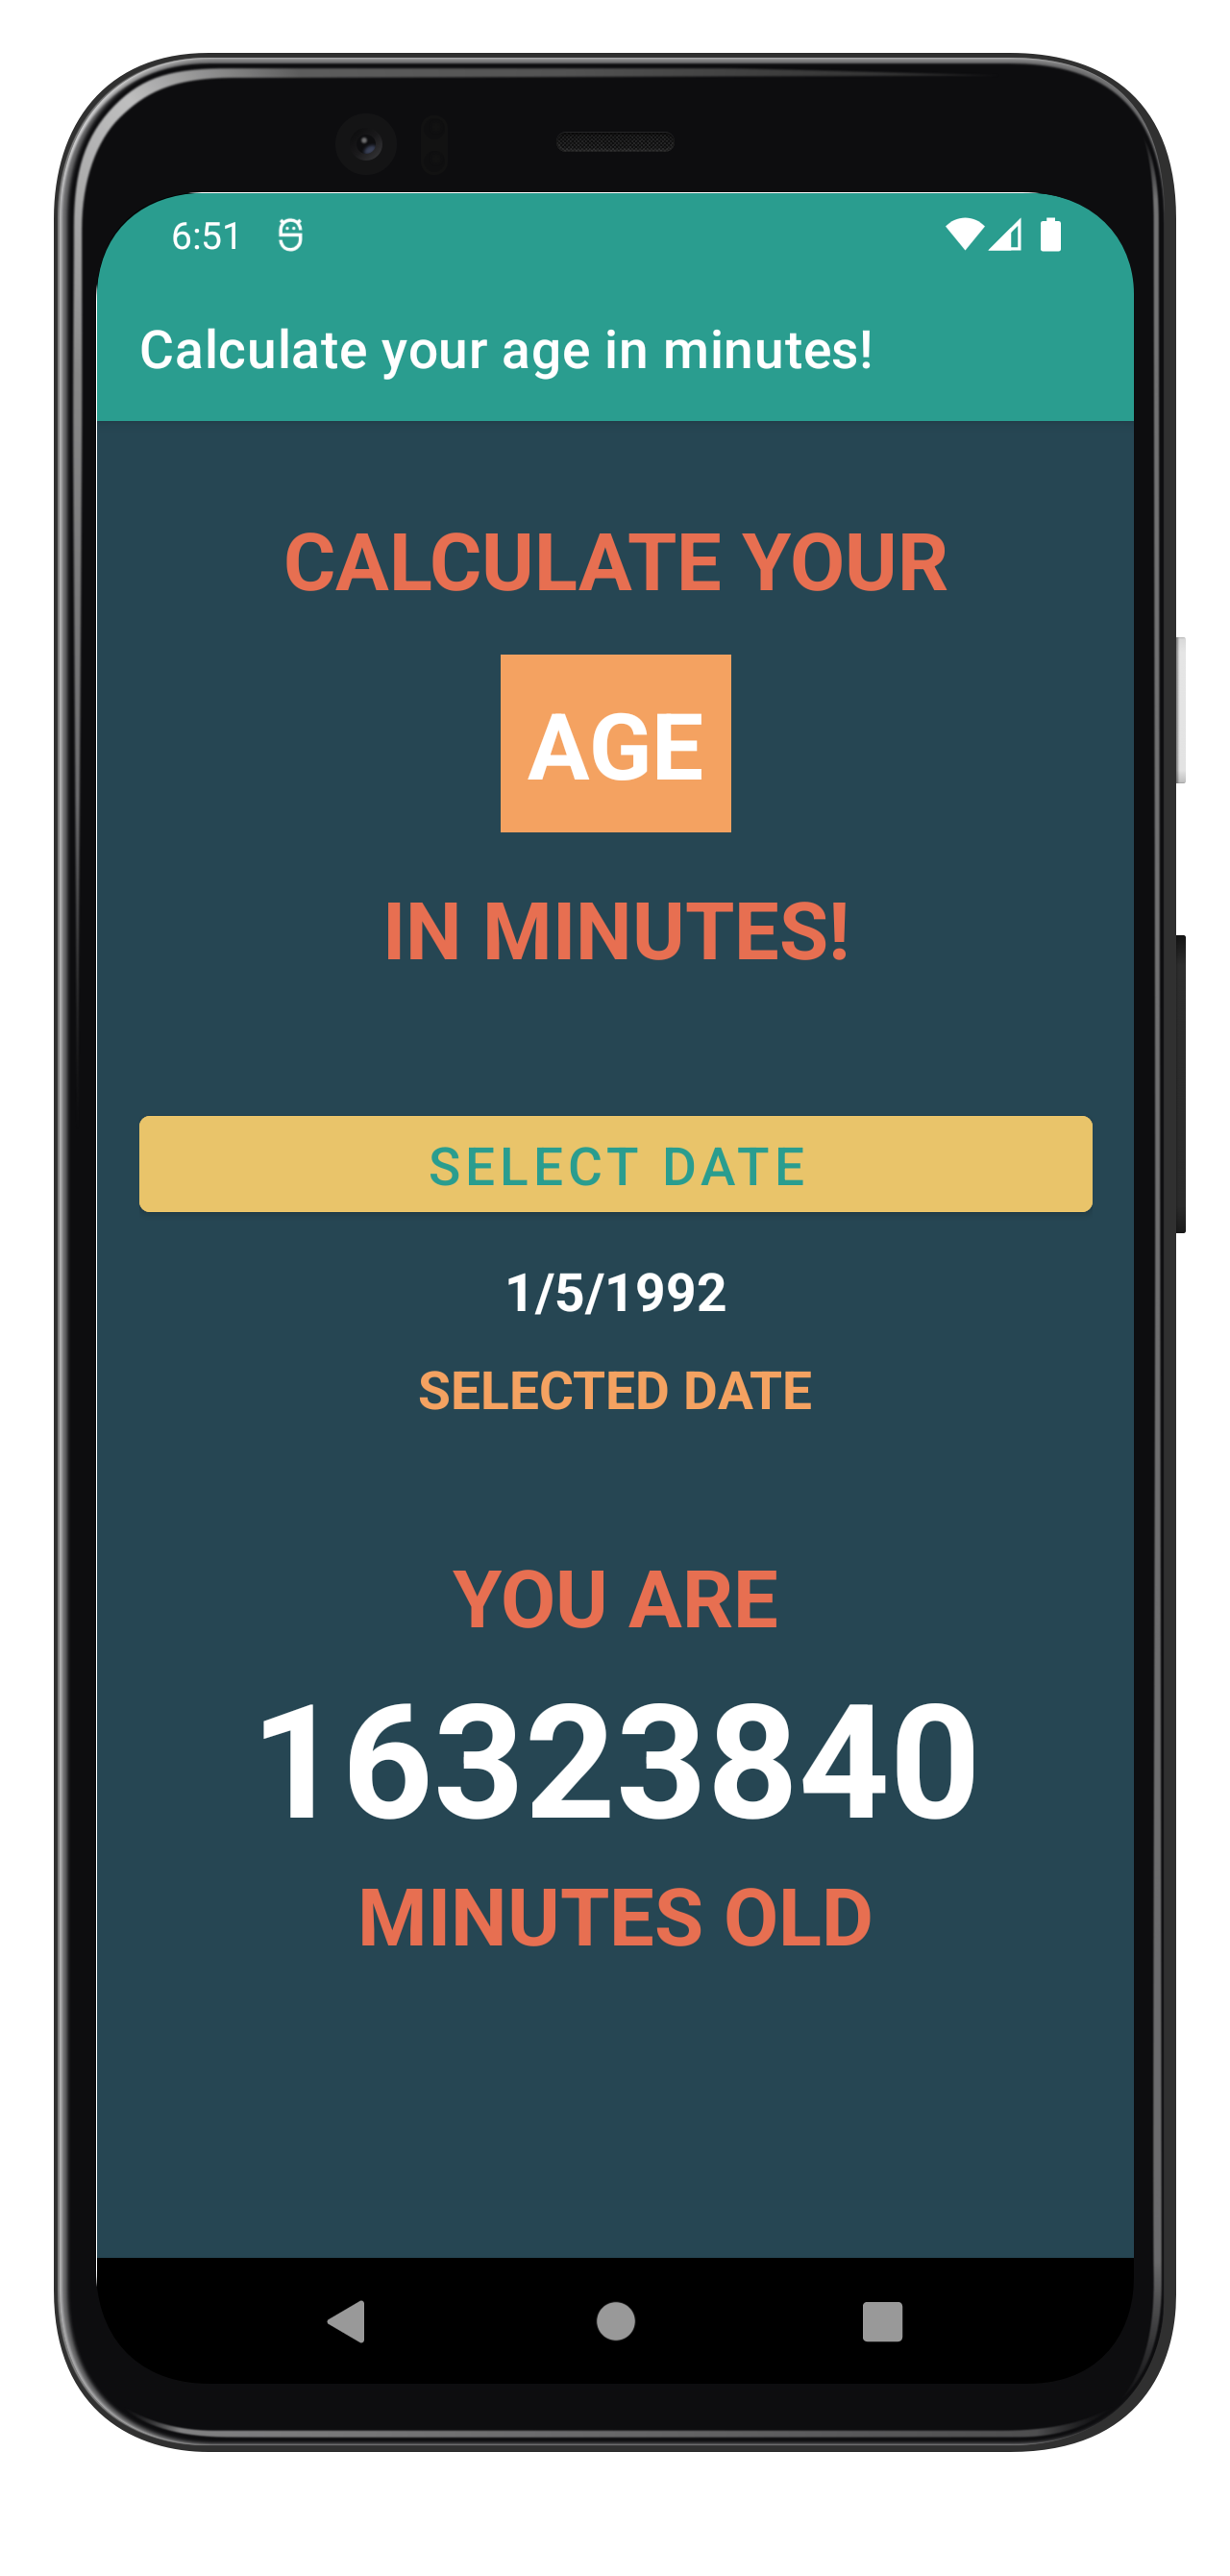 6:51
Calculate your age in minutes!
CALCULATE YOUR
AGE
IN MINUTES!
SELECT DATE
1/5/1992
SELECTED DATE
YOU ARE
16323840
MINUTES OLD